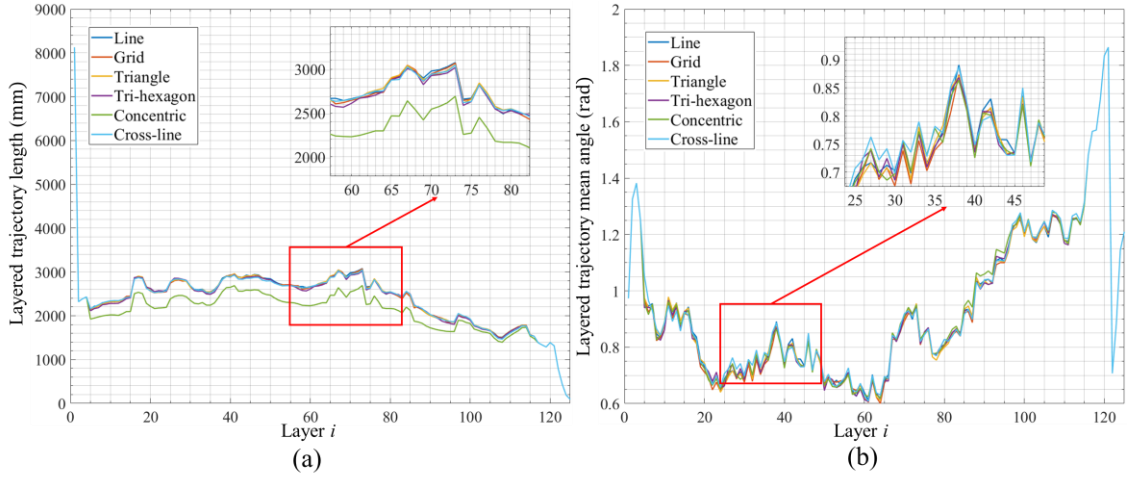 (a)
Layered trajectory length (mm)
9000
8000
7000
6000
5000
4000
3000
2000
1000
0
0 20 40 60 80 100 120
Layer i
Line
Grid
Triangle
Tri-hexagon
Concentric
Cross-line
3000
2500
2000
60 65 70 75 80
(b)
Layered trajectory mean angle (rad)
2
1.8
1.6
1.4
1.2
1
0.8
0.6
0 20 40 60 80 100 120
Layer i
Line
Grid
Triangle
Tri-hexagon
Concentric
Cross-line
0.9
0.85
0.8
0.75
0.7
25 30 35 40 45